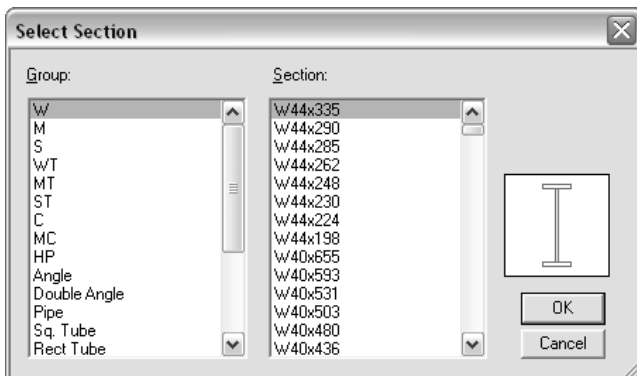 Select Section
Group:
Section:
W
M
S
WT
MT
ST
C
MC
HP
Angle
Double Angle
Pipe
Sq. Tube
Rect Tube
W44x335
W44x290
W44x285
W44x262
W44x248
W44x230
W44x224
W44x198
W40x655
W40x593
W40x531
W40x503
W40x480
W40x436
OK
Cancel